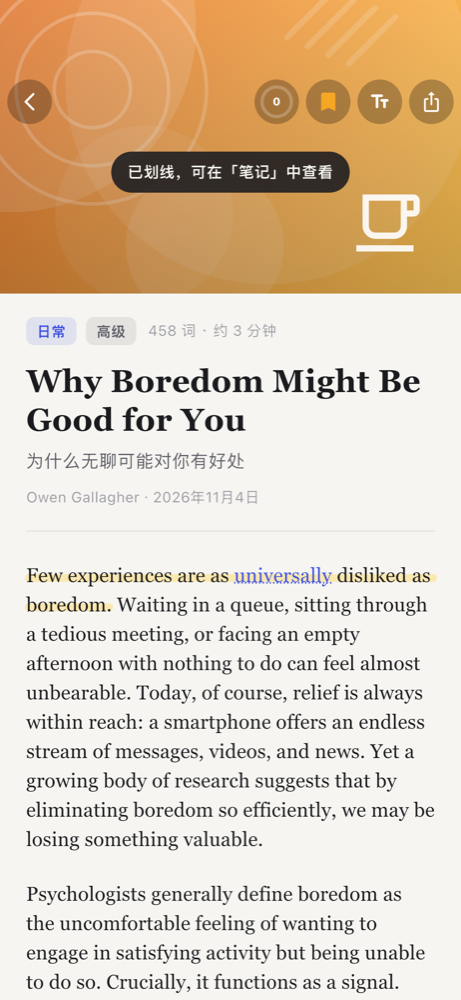 0
TT
已划线，可在「笔记」中查看
日常 高级 458 词 · 约 3 分钟
Why Boredom Might Be
Good for You
为什么无聊可能对你有好处
Owen Gallagher · 2026年11月4日
Few experiences are as universally disliked as
boredom. Waiting in a queue, sitting through
a tedious meeting, or facing an empty
afternoon with nothing to do can feel almost
unbearable. Today, of course, relief is always
within reach: a smartphone offers an endless
stream of messages, videos, and news. Yet a
growing body of research suggests that by
eliminating boredom so efficiently, we may be
losing something valuable.
Psychologists generally define boredom as
the uncomfortable feeling of wanting to
engage in satisfying activity but being unable
to do so. Crucially, it functions as a signal.